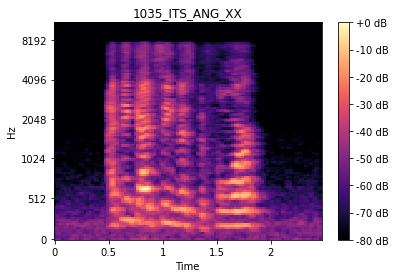 1035_ITS_ANG_XX
8192
4096
2048
1024
512
0
Hz
0 0.5 1 1.5 2
Time
+0 dB
-10 dB
-20 dB
-30 dB
-40 dB
-50 dB
-60 dB
-70 dB
-80 dB